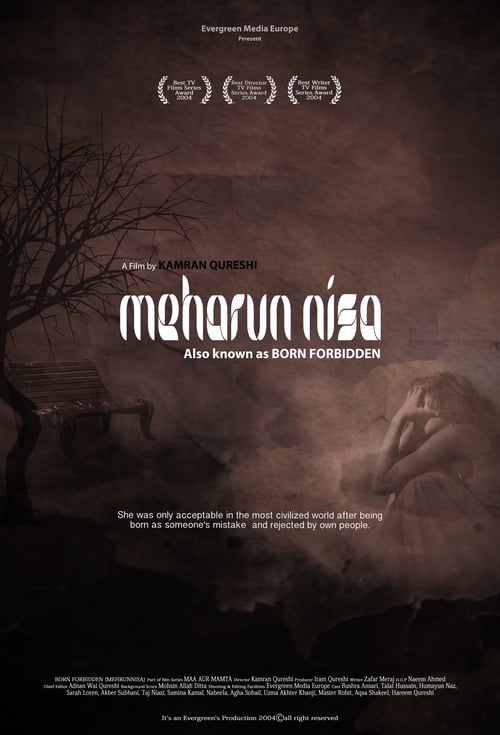 Evergreen Media Europe
Prresent
Best TV
Films Series
Award
2004
Best Director
TV Films
Series Award
2004
Best Writer
TV Films
Series Award
2004
A Film by KAMRAN QURESHI
meharun nisa
Also known as BORN FORBIDDEN
She was only acceptable in the most civilized world after being
born as someone's mistake and rejected by own people.
BORN FORBIDDEN (MEHRUNNISA) Part of Film Series MAA AUR MAMTA Director Kamran Qureshi Producer Iram Qureshi Writer Zafar Meraj D.O.P Naeem Ahmed
Chief Editor Adnan Wai Qureshi Background Score Mohsin Allah Ditta Shooting & Editing Facilities Evergreen Media Europe Cast Bushra Ansari, Talat Hussain, Humayun Naz,
Sarah Loren, Akber Subhani, Taj Niazi, Samina Kamal, Nabeela, Agha Sohail, Uzma Akhter Khanji, Master Rohit, Aqsa Shakeel, Hareem Qureshi
It's an Evergreen's Production 2004©all right reserved